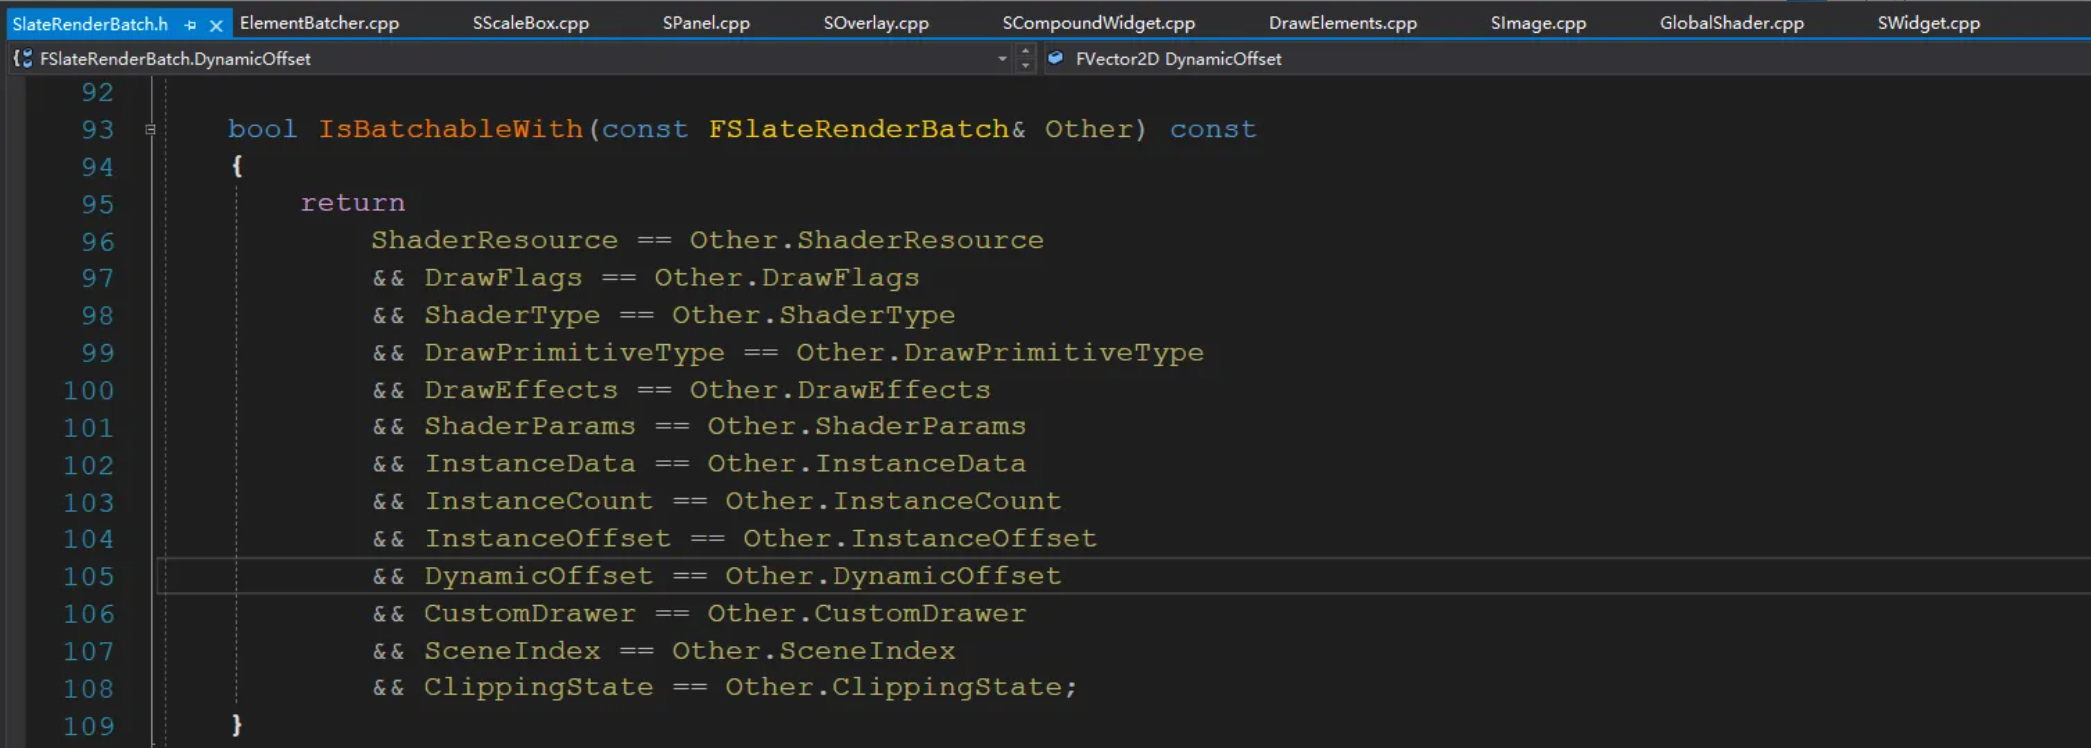 SlateRenderBatch.h ElementBatcher.cpp SScaleBox.cpp SPanel.cpp SOverlay.cpp SCompoundWidget.cpp DrawElements.cpp SImage.cpp GlobalShader.cpp SWidget.cpp
FSlateRenderBatch.DynamicOffset FVector2D DynamicOffset
92
93 bool IsBatchableWith(const FSlateRenderBatch& Other) const
94 {
95 return
96 ShaderResource == Other.ShaderResource
97 && DrawFlags == Other.DrawFlags
98 && ShaderType == Other.ShaderType
99 && DrawPrimitiveType == Other.DrawPrimitiveType
100 && DrawEffects == Other.DrawEffects
101 && ShaderParams == Other.ShaderParams
102 && InstanceData == Other.InstanceData
103 && InstanceCount == Other.InstanceCount
104 && InstanceOffset == Other.InstanceOffset
105 && DynamicOffset == Other.DynamicOffset
106 && CustomDrawer == Other.CustomDrawer
107 && SceneIndex == Other.SceneIndex
108 && ClippingState == Other.ClippingState;
109 }